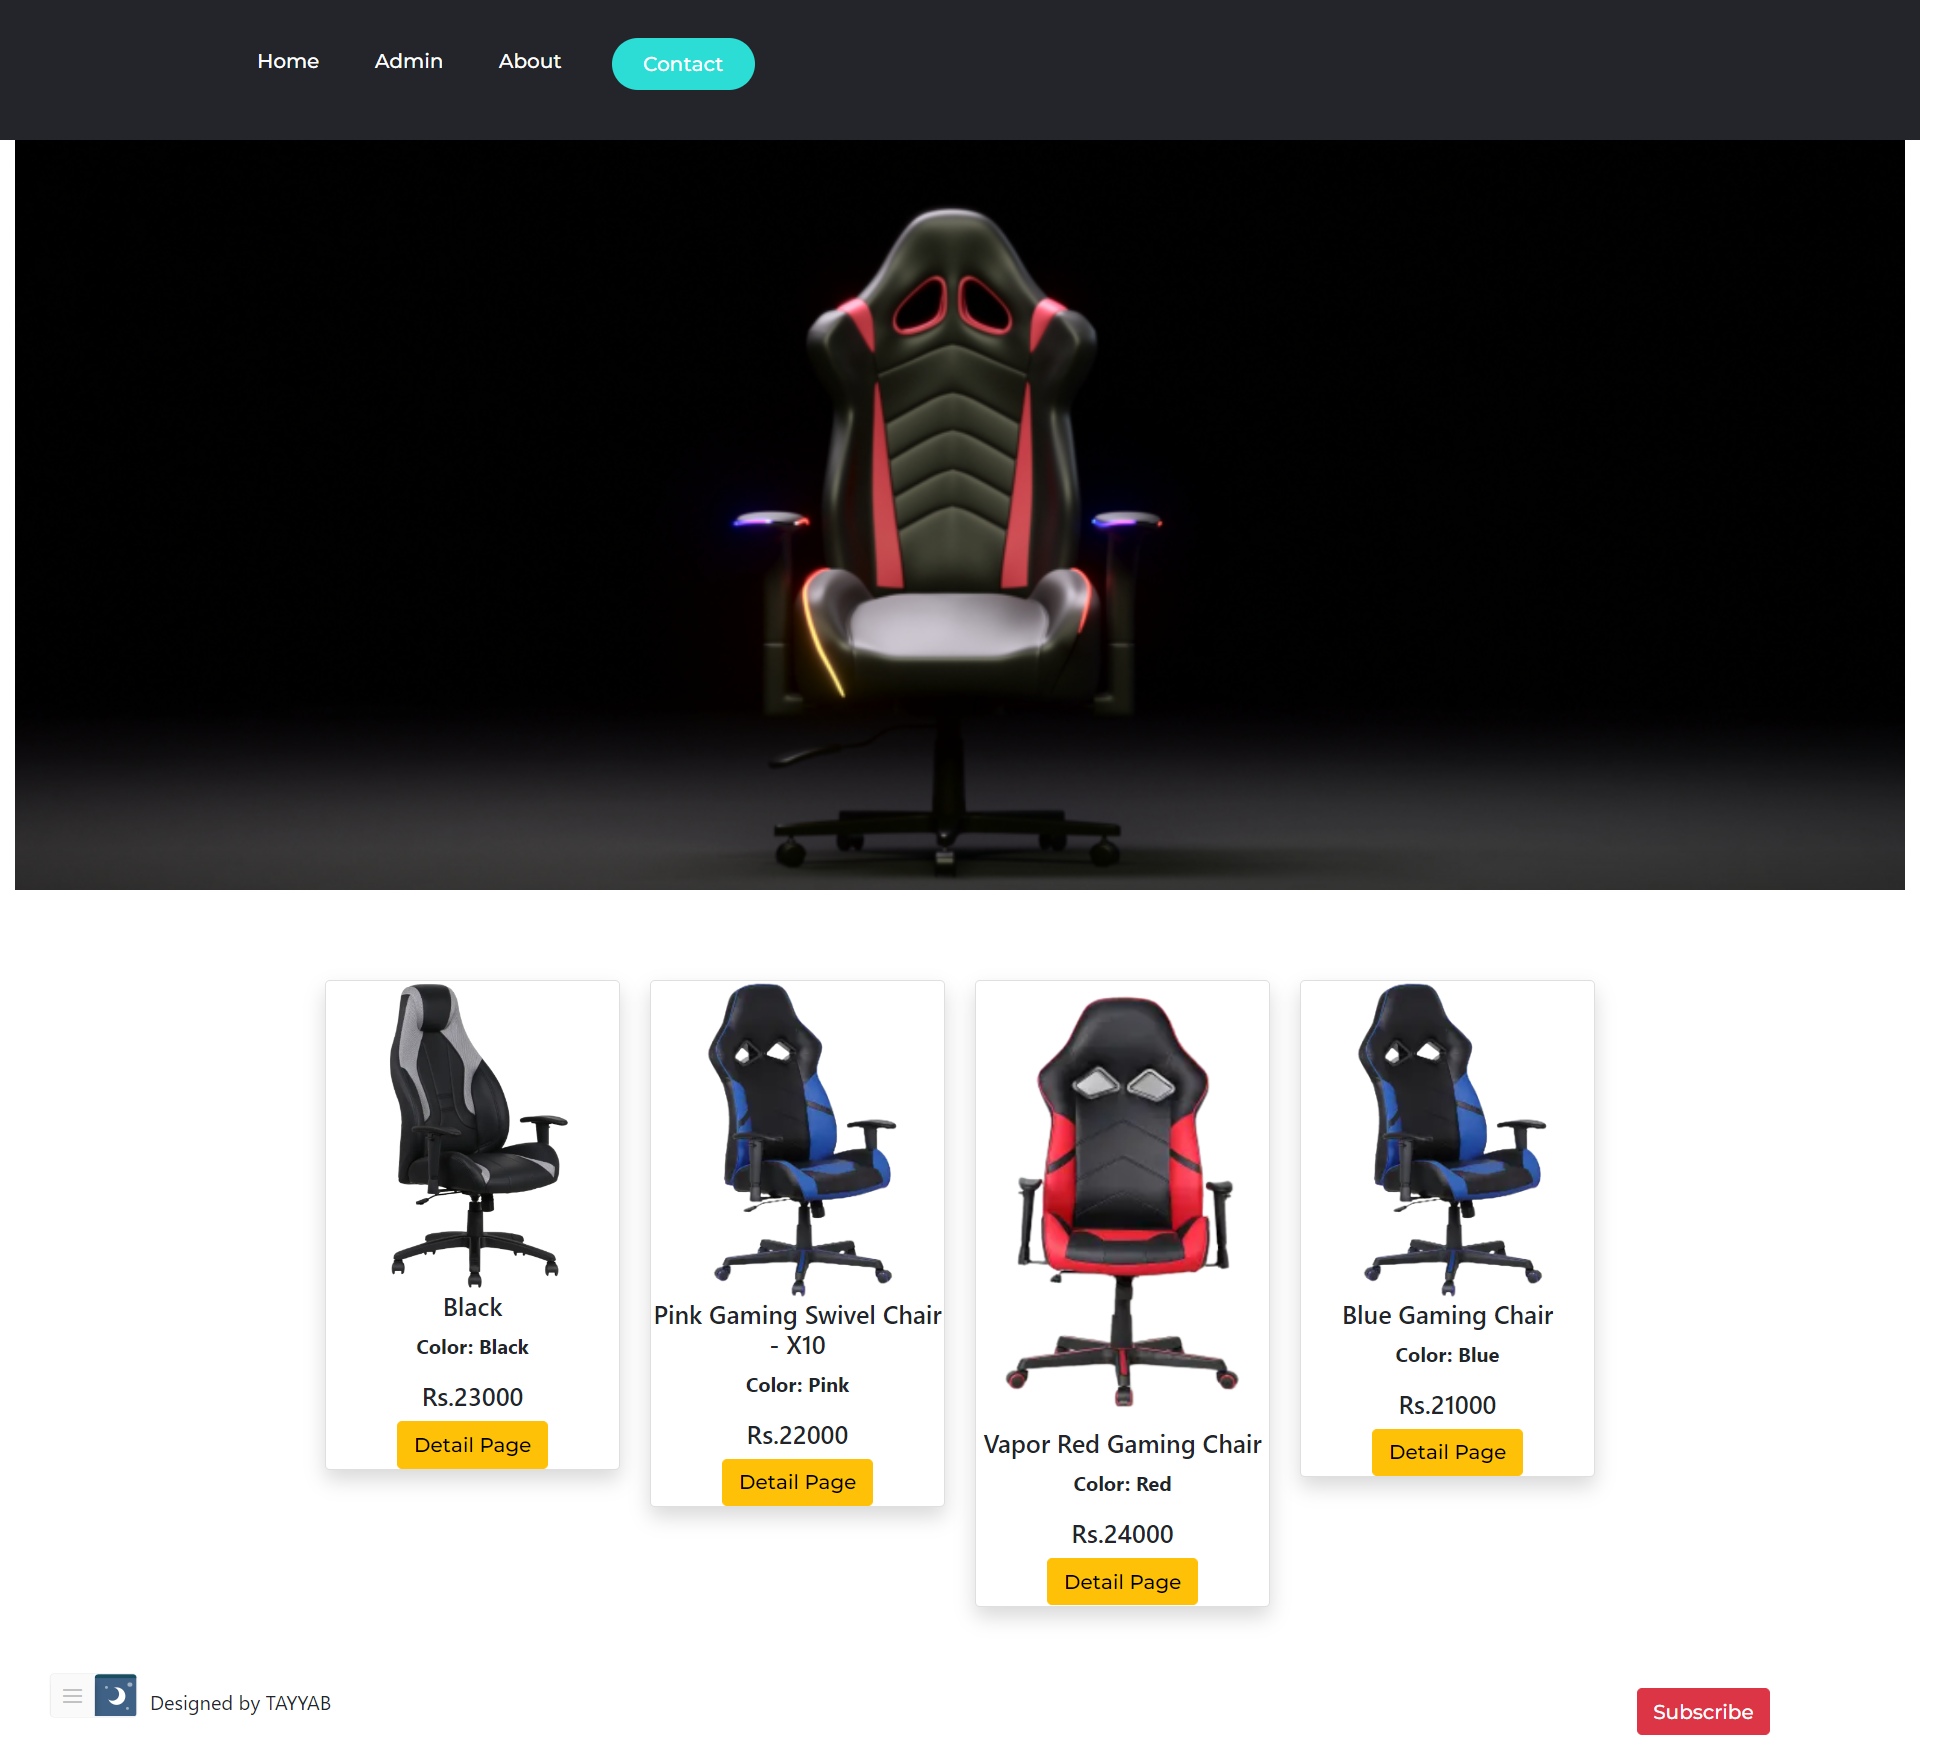 Home
Admin
About
Contact
Black
Color: Black
Rs.23000
Detail Page
Pink Gaming Swivel Chair
- X10
Color: Pink
Rs.22000
Detail Page
Vapor Red Gaming Chair
Color: Red
Rs.24000
Detail Page
Blue Gaming Chair
Color: Blue
Rs.21000
Detail Page
Designed by TAYYAB
Subscribe